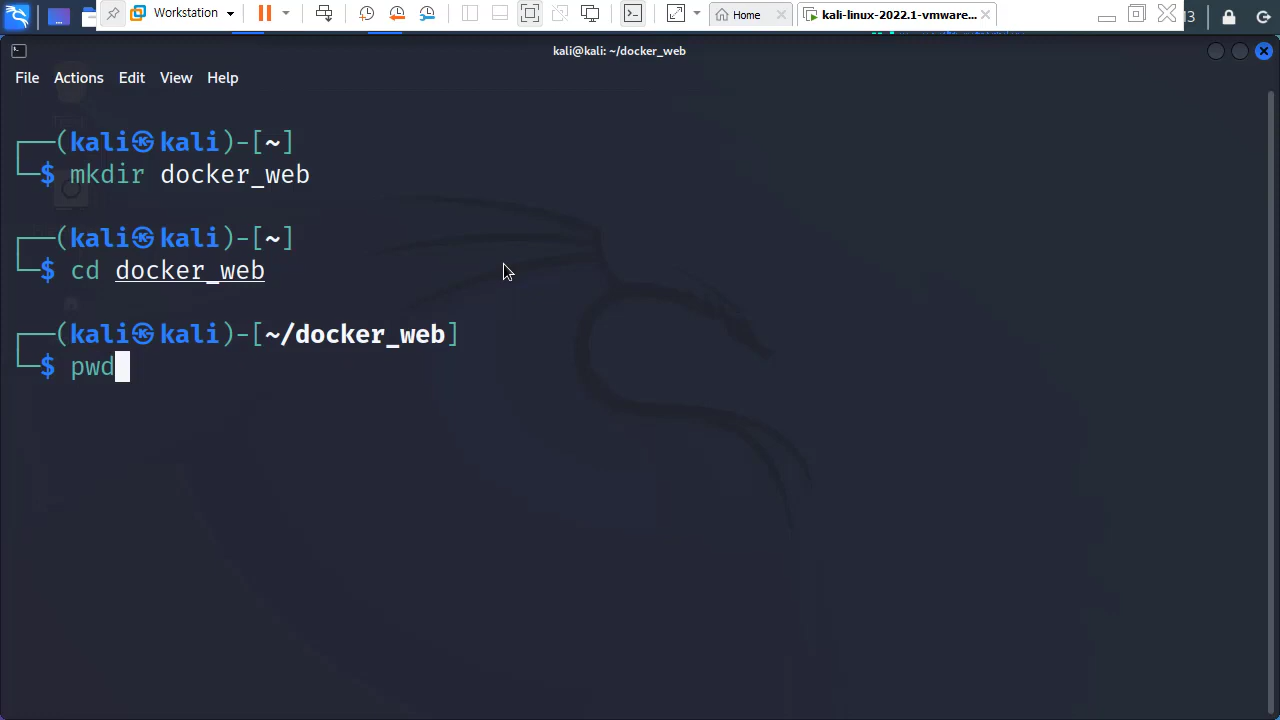 Workstation
Home
kali-linux-2022.1-vmware...
13
kali@kali: ~/docker_web
File Actions Edit View Help
┌──(kali㉿kali)-[~]
└─$ mkdir docker_web
┌──(kali㉿kali)-[~]
└─$ cd docker_web
┌──(kali㉿kali)-[~/docker_web]
└─$ pwd